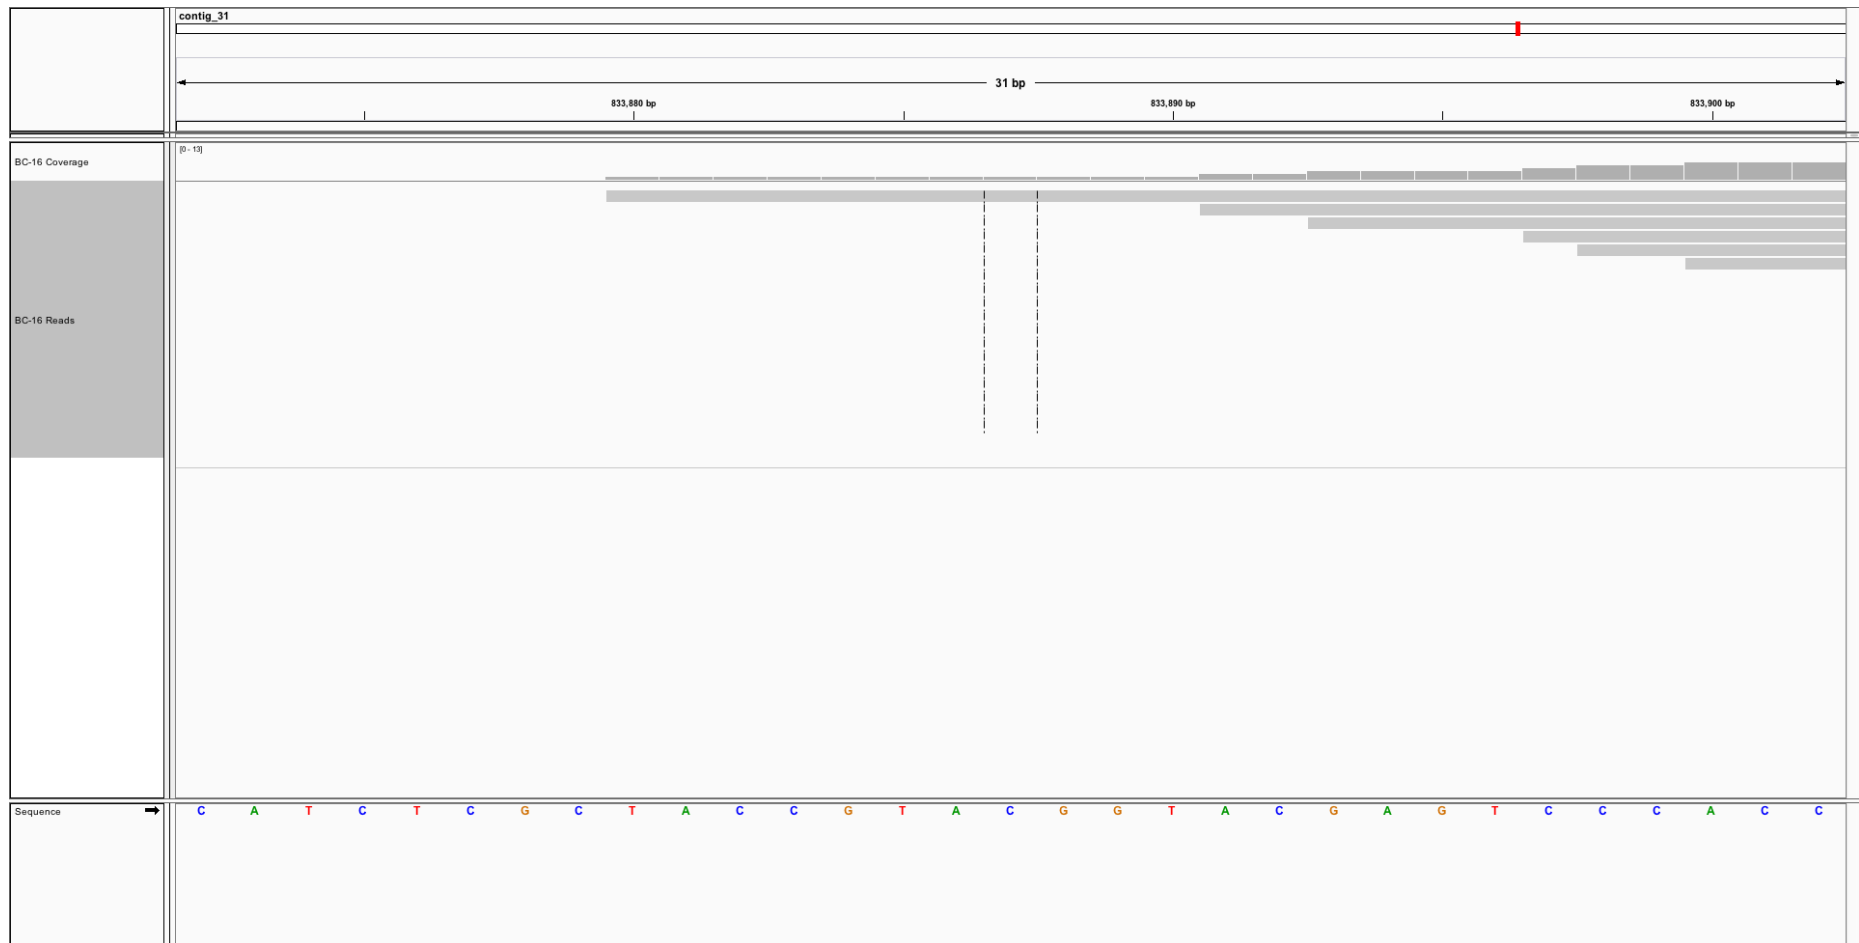 contig_31
31 bp
833,880 bp 833,890 bp 833,900 bp
BC-16 Coverage
[0 - 13]
BC-16 Reads
Sequence
C A T C T C G C T A C C G T A C G G T A C G A G T C C C A C C